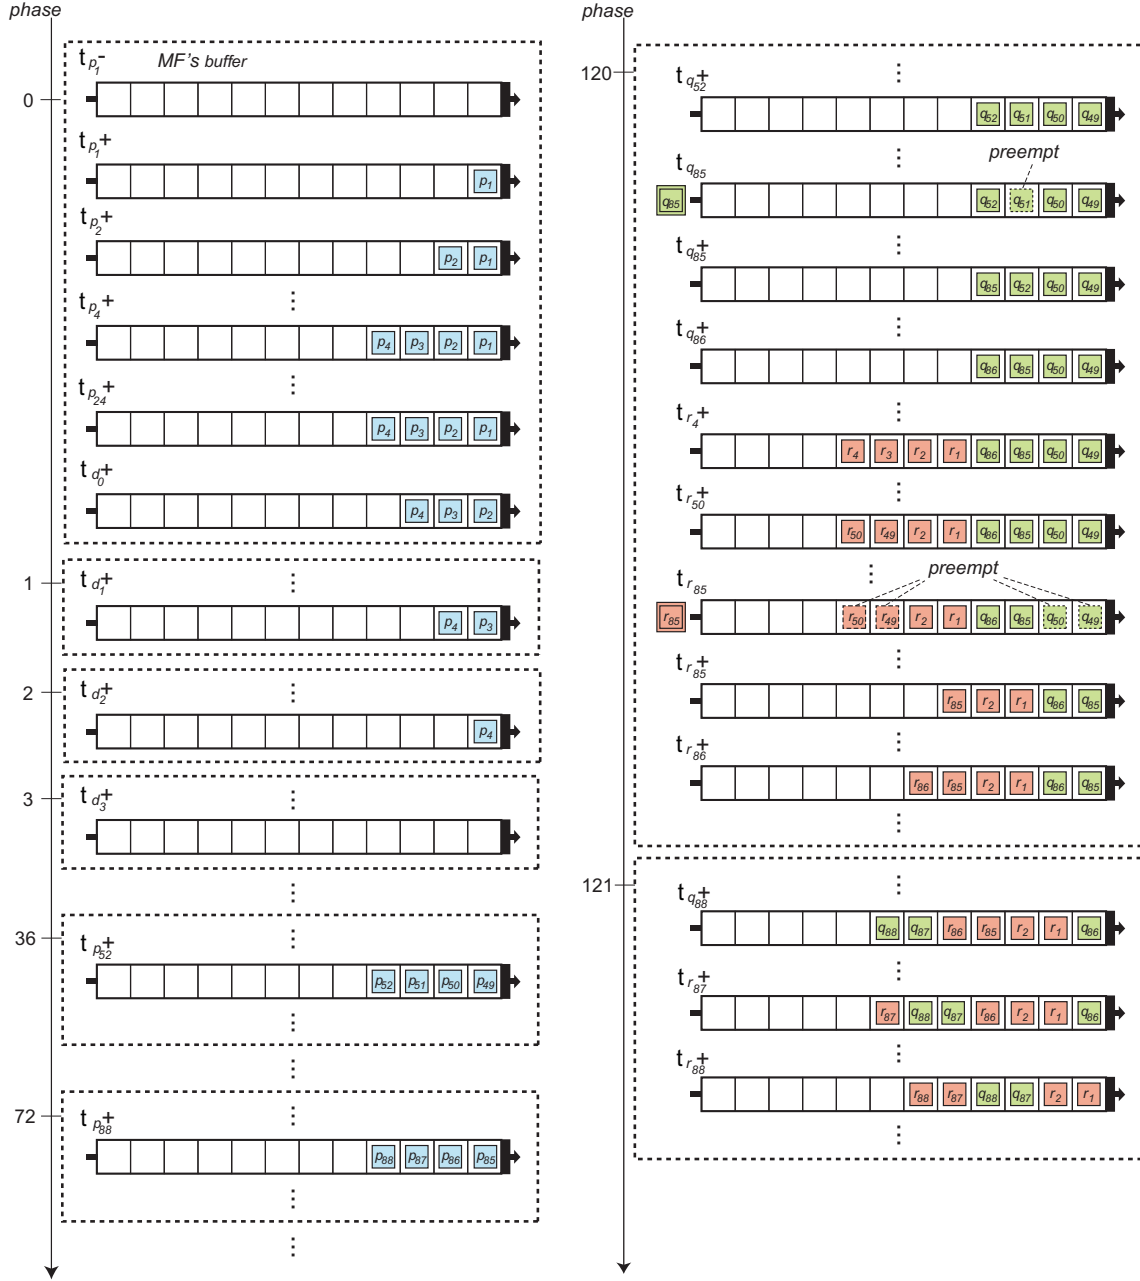 phase
t p1-
MF's buffer
0
t p1+
p1
t p2+
p2 p1
t p4+
p4 p3 p2 p1
t p24+
p4 p3 p2 p1
t d0+
p4 p3 p2
1
t d1+
p4 p3
2
t d2+
p4
3
t d3+
36
t p52+
p52 p51 p50 p49
72
t p88+
p88 p87 p86 p85
phase
120
t q52+
q52 q51 q50 q49
t q85
preempt
q85 q52 q51 q50 q49
t q85+
q85 q52 q50 q49
t q86+
q86 q85 q50 q49
t r4+
r4 r3 r2 r1 q86 q85 q50 q49
t r50+
r50 r49 r2 r1 q86 q85 q50 q49
t r85
preempt
r85 r50 r49 r2 r1 q86 q85 q50 q49
t r85+
r85 r2 r1 q86 q85
t r86+
r86 r85 r2 r1 q86 q85
121
t q88+
q88 q87 r86 r85 r2 r1 q86
t r87+
r87 q88 q87 r86 r2 r1 q86
t r88+
r88 r87 q88 q87 r2 r1